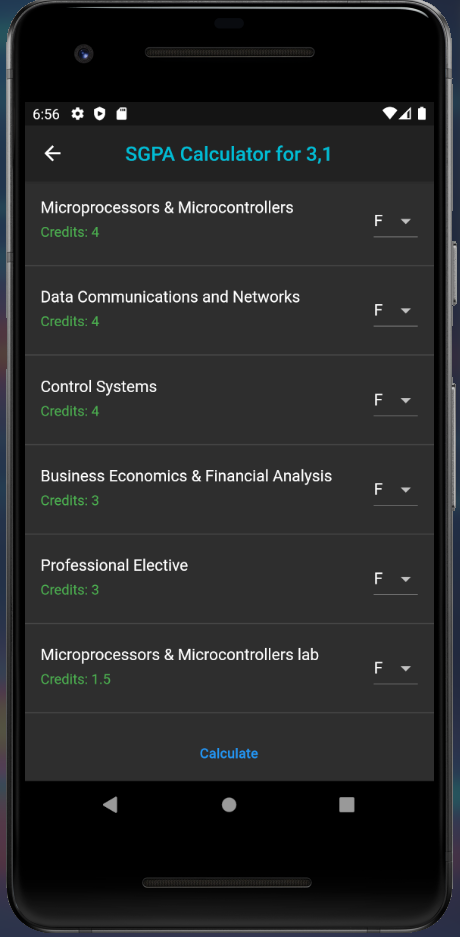 6:56
SGPA Calculator for 3,1
Microprocessors & Microcontrollers
Credits: 4
F
Data Communications and Networks
Credits: 4
F
Control Systems
Credits: 4
F
Business Economics & Financial Analysis
Credits: 3
F
Professional Elective
Credits: 3
F
Microprocessors & Microcontrollers lab
Credits: 1.5
F
Calculate